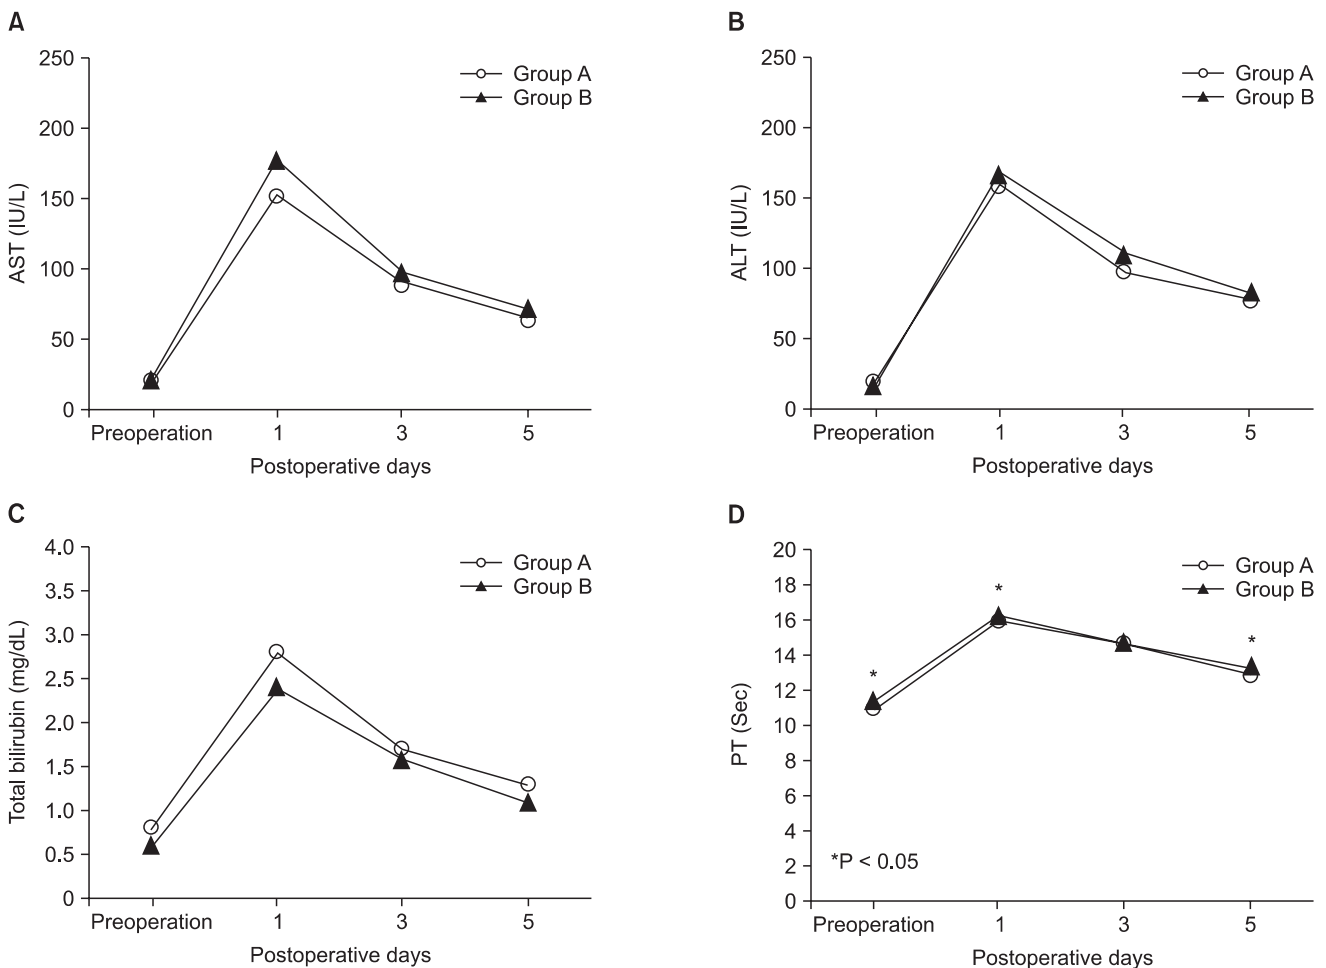 A
250
200
150
100
50
0
AST (IU/L)
Group A
Group B
Preoperation 1 3 5
Postoperative days
B
250
200
150
100
50
0
ALT (IU/L)
Group A
Group B
Preoperation 1 3 5
Postoperative days
C
4.0
3.5
3.0
2.5
2.0
1.5
1.0
0.5
0
Total bilirubin (mg/dL)
Group A
Group B
Preoperation 1 3 5
Postoperative days
D
20
18
16
14
12
10
8
6
4
2
0
PT (Sec)
Group A
Group B
*
*
*
*P < 0.05
Preoperation 1 3 5
Postoperative days